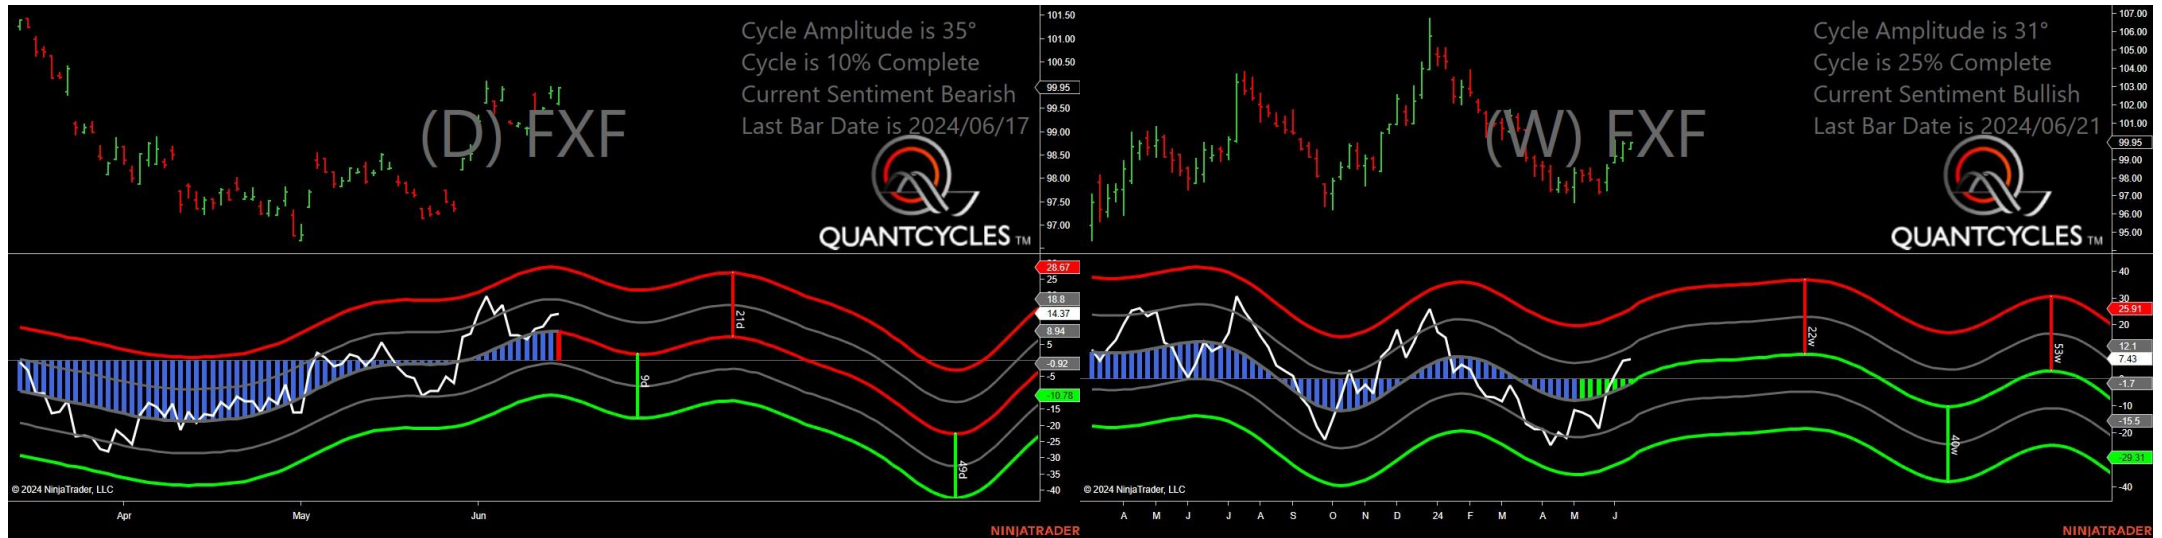 Cycle Amplitude is 35°
Cycle is 10% Complete
Current Sentiment Bearish
Last Bar Date is 2024/06/17
(D) FXF
QUANTCYCLES TM
101.50
101.00
100.50
99.95
99.50
99.00
98.50
98.00
97.50
97.00
28.67
25
18.8
14.37
8.94
5
-0.92
-5
-10.78
-15
-20
-25
-30
-35
-40
9d
21d
49d
© 2024 NinjaTrader, LLC
Apr May Jun
NINJATRADER
Cycle Amplitude is 31°
Cycle is 25% Complete
Current Sentiment Bullish
Last Bar Date is 2024/06/21
(W) FXF
QUANTCYCLES TM
107.00
106.00
105.00
104.00
103.00
102.00
101.00
99.95
99.00
98.00
97.00
96.00
95.00
40
30
25.91
20
12.1
7.43
-1.7
-10
-15.5
-20
-29.31
-40
22w
40w
53w
© 2024 NinjaTrader, LLC
A M J J A S O N D 24 F M A M J
NINJATRADER